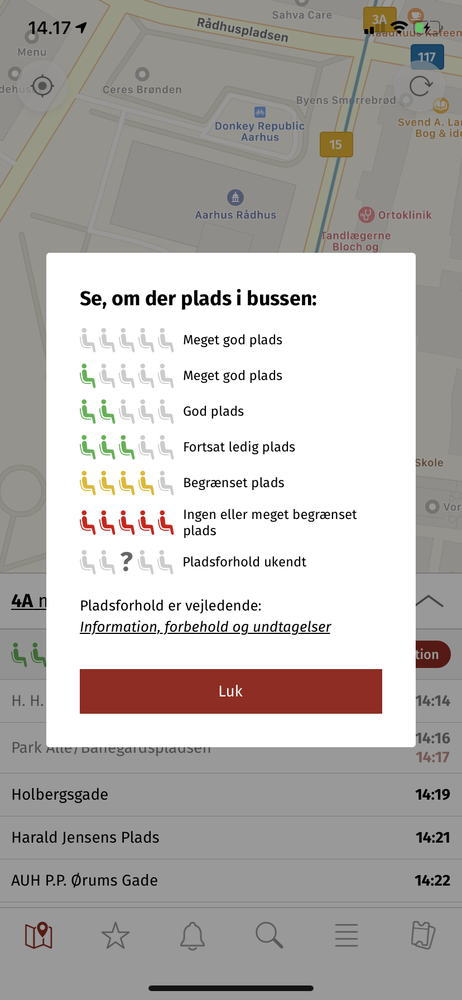 14.17
Sahva Care
3A
Rådhuspladsen
Raadhuus Kafeen
Menu
117
Ceres Brønden
Byens Smørrebrød
Donkey Republic
Aarhus
Svend A. Lar
Bog & ide
15
Aarhus Rådhus
Ortoklinik
Tandlægerne
Bloch og
Se, om der plads i bussen:
Meget god plads
Meget god plads
God plads
Fortsat ledig plads
Skole
Begrænset plads
Vor
Ingen eller meget begrænset
plads
? Pladsforhold ukendt
4A
Pladsforhold er vejledende:
Information, forbehold og undtagelser
tion
Luk
H. H. 14:14
Park Allé/Banegårdspladsen 14:16
14:17
Holbergsgade 14:19
Harald Jensens Plads 14:21
AUH P.P. Ørums Gade 14:22